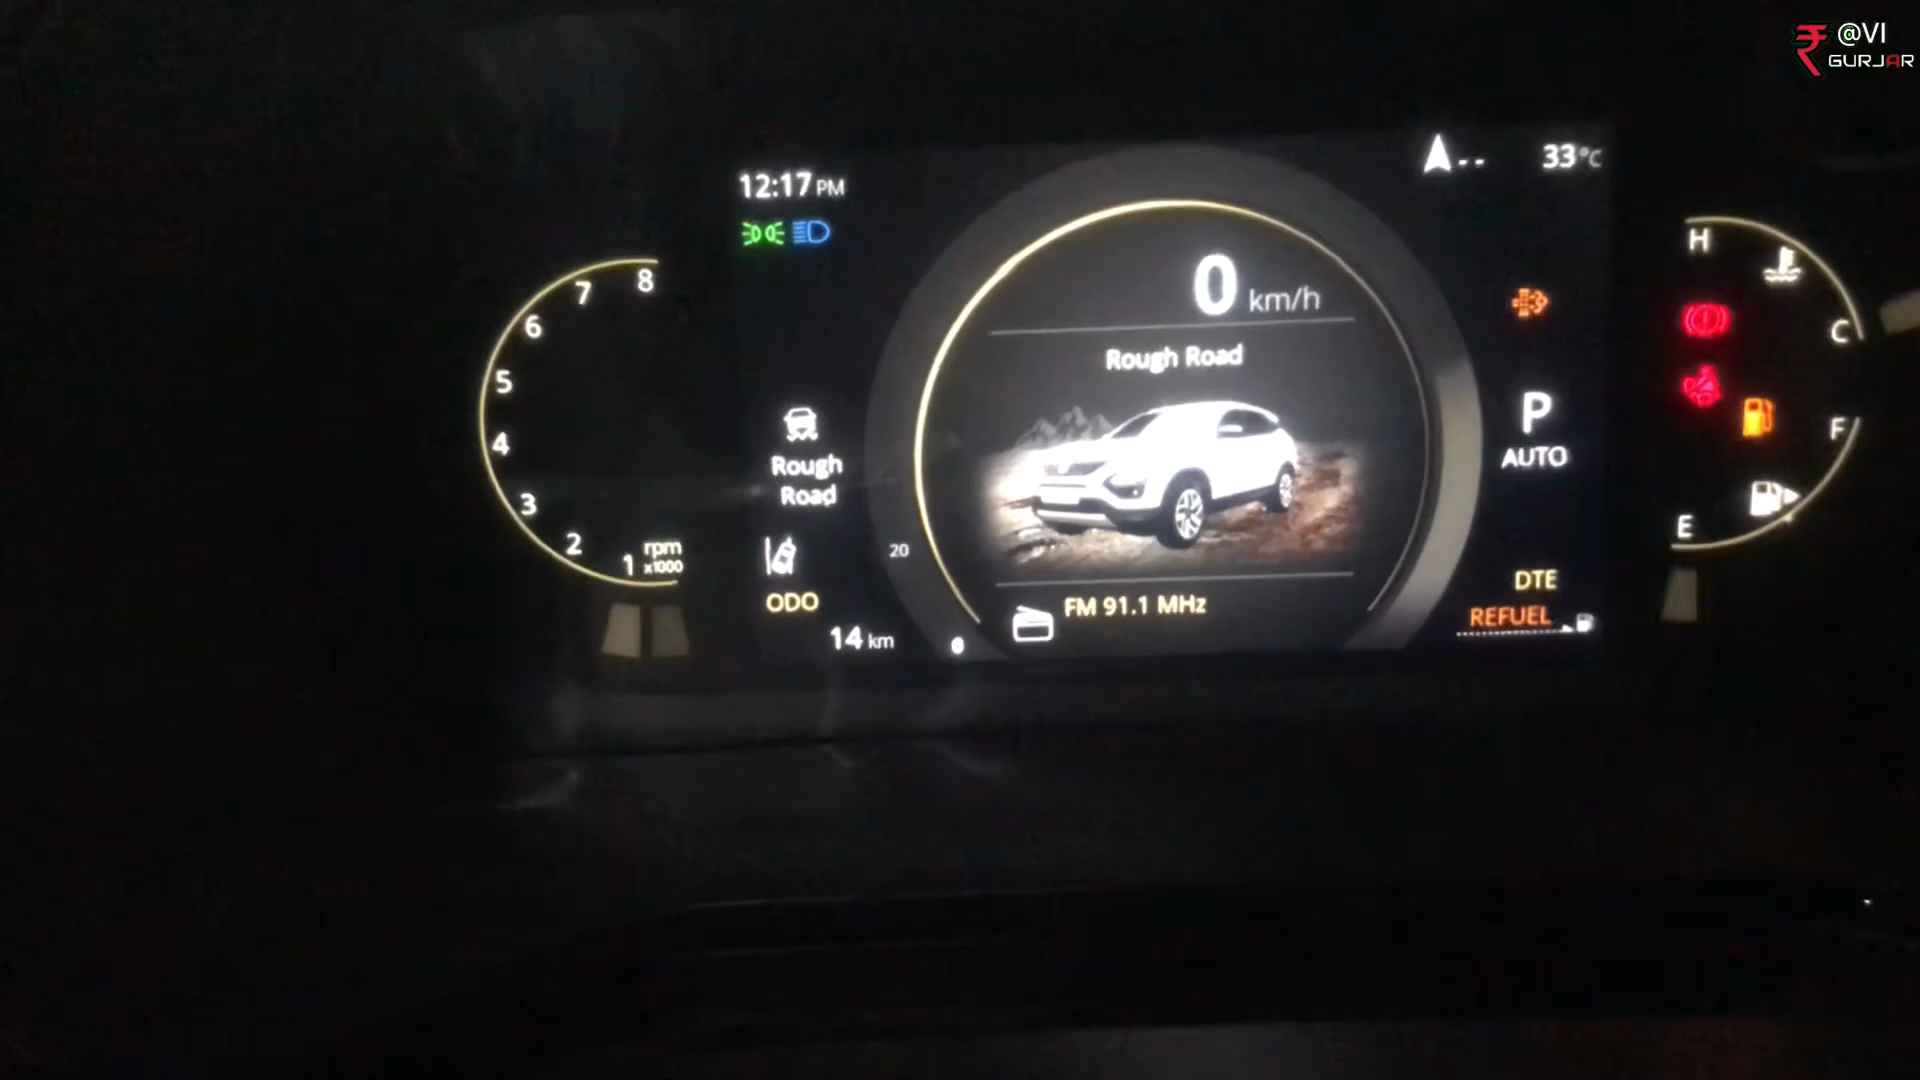 @VI
GURJAR
12:17 PM
-- 33°C
0 km/h
Rough Road
Rough
Road
ODO
14 km
20
0
FM 91.1 MHz
P
AUTO
DTE
REFUEL
8
7
6
5
4
3
2
1 rpm
x1000
H
C
F
E